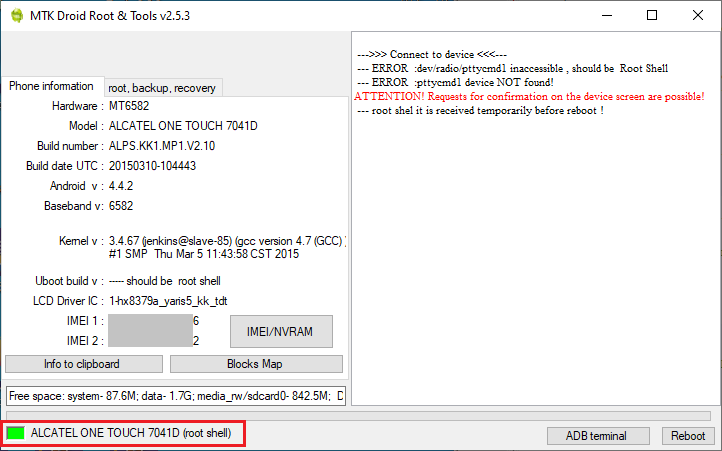 MTK Droid Root & Tools v2.5.3
Phone information
root, backup, recovery
Hardware : MT6582
Model : ALCATEL ONE TOUCH 7041D
Build number : ALPS.KK1.MP1.V2.10
Build date UTC : 20150310-104443
Android v : 4.4.2
Baseband v: 6582
Kernel v : 3.4.67 (jenkins@slave-85) (gcc version 4.7 (GCC) )
#1 SMP Thu Mar 5 11:43:58 CST 2015
Uboot build v : ----- should be root shell
LCD Driver IC : 1-hx8379a_yaris5_kk_tdt
IMEI 1 : 6
IMEI 2 : 2
IMEI/NVRAM
Info to clipboard
Blocks Map
Free space: system- 87.6M; data- 1.7G; media_rw/sdcard0- 842.5M; D
--->>> Connect to device <<<---
--- ERROR :dev/radio/pttycmd1 inaccessible , should be Root Shell
--- ERROR :pttycmd1 device NOT found!
ATTENTION! Requests for confirmation on the device screen are possible!
--- root shel it is received temporarily before reboot !
ALCATEL ONE TOUCH 7041D (root shell)
ADB terminal
Reboot